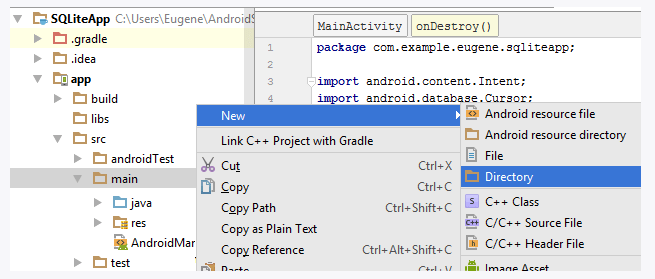 SQLiteApp C:\Users\Eugene\AndroidS
.gradle
.idea
app
build
libs
src
androidTest
main
java
res
AndroidMan
test
MainActivity onDestroy()
1 package com.example.eugene.sqliteapp;
2
3 import android.content.Intent;
4 import android.database.Cursor;
New
Link C++ Project with Gradle
Cut Ctrl+X
Copy Ctrl+C
Copy Path Ctrl+Shift+C
Copy as Plain Text
Copy Reference Ctrl+Alt+Shift+C
Paste Ctrl+V
Android resource file
Android resource directory
File
Directory
S C++ Class
C/C++ Source File
C/C++ Header File
Image Asset